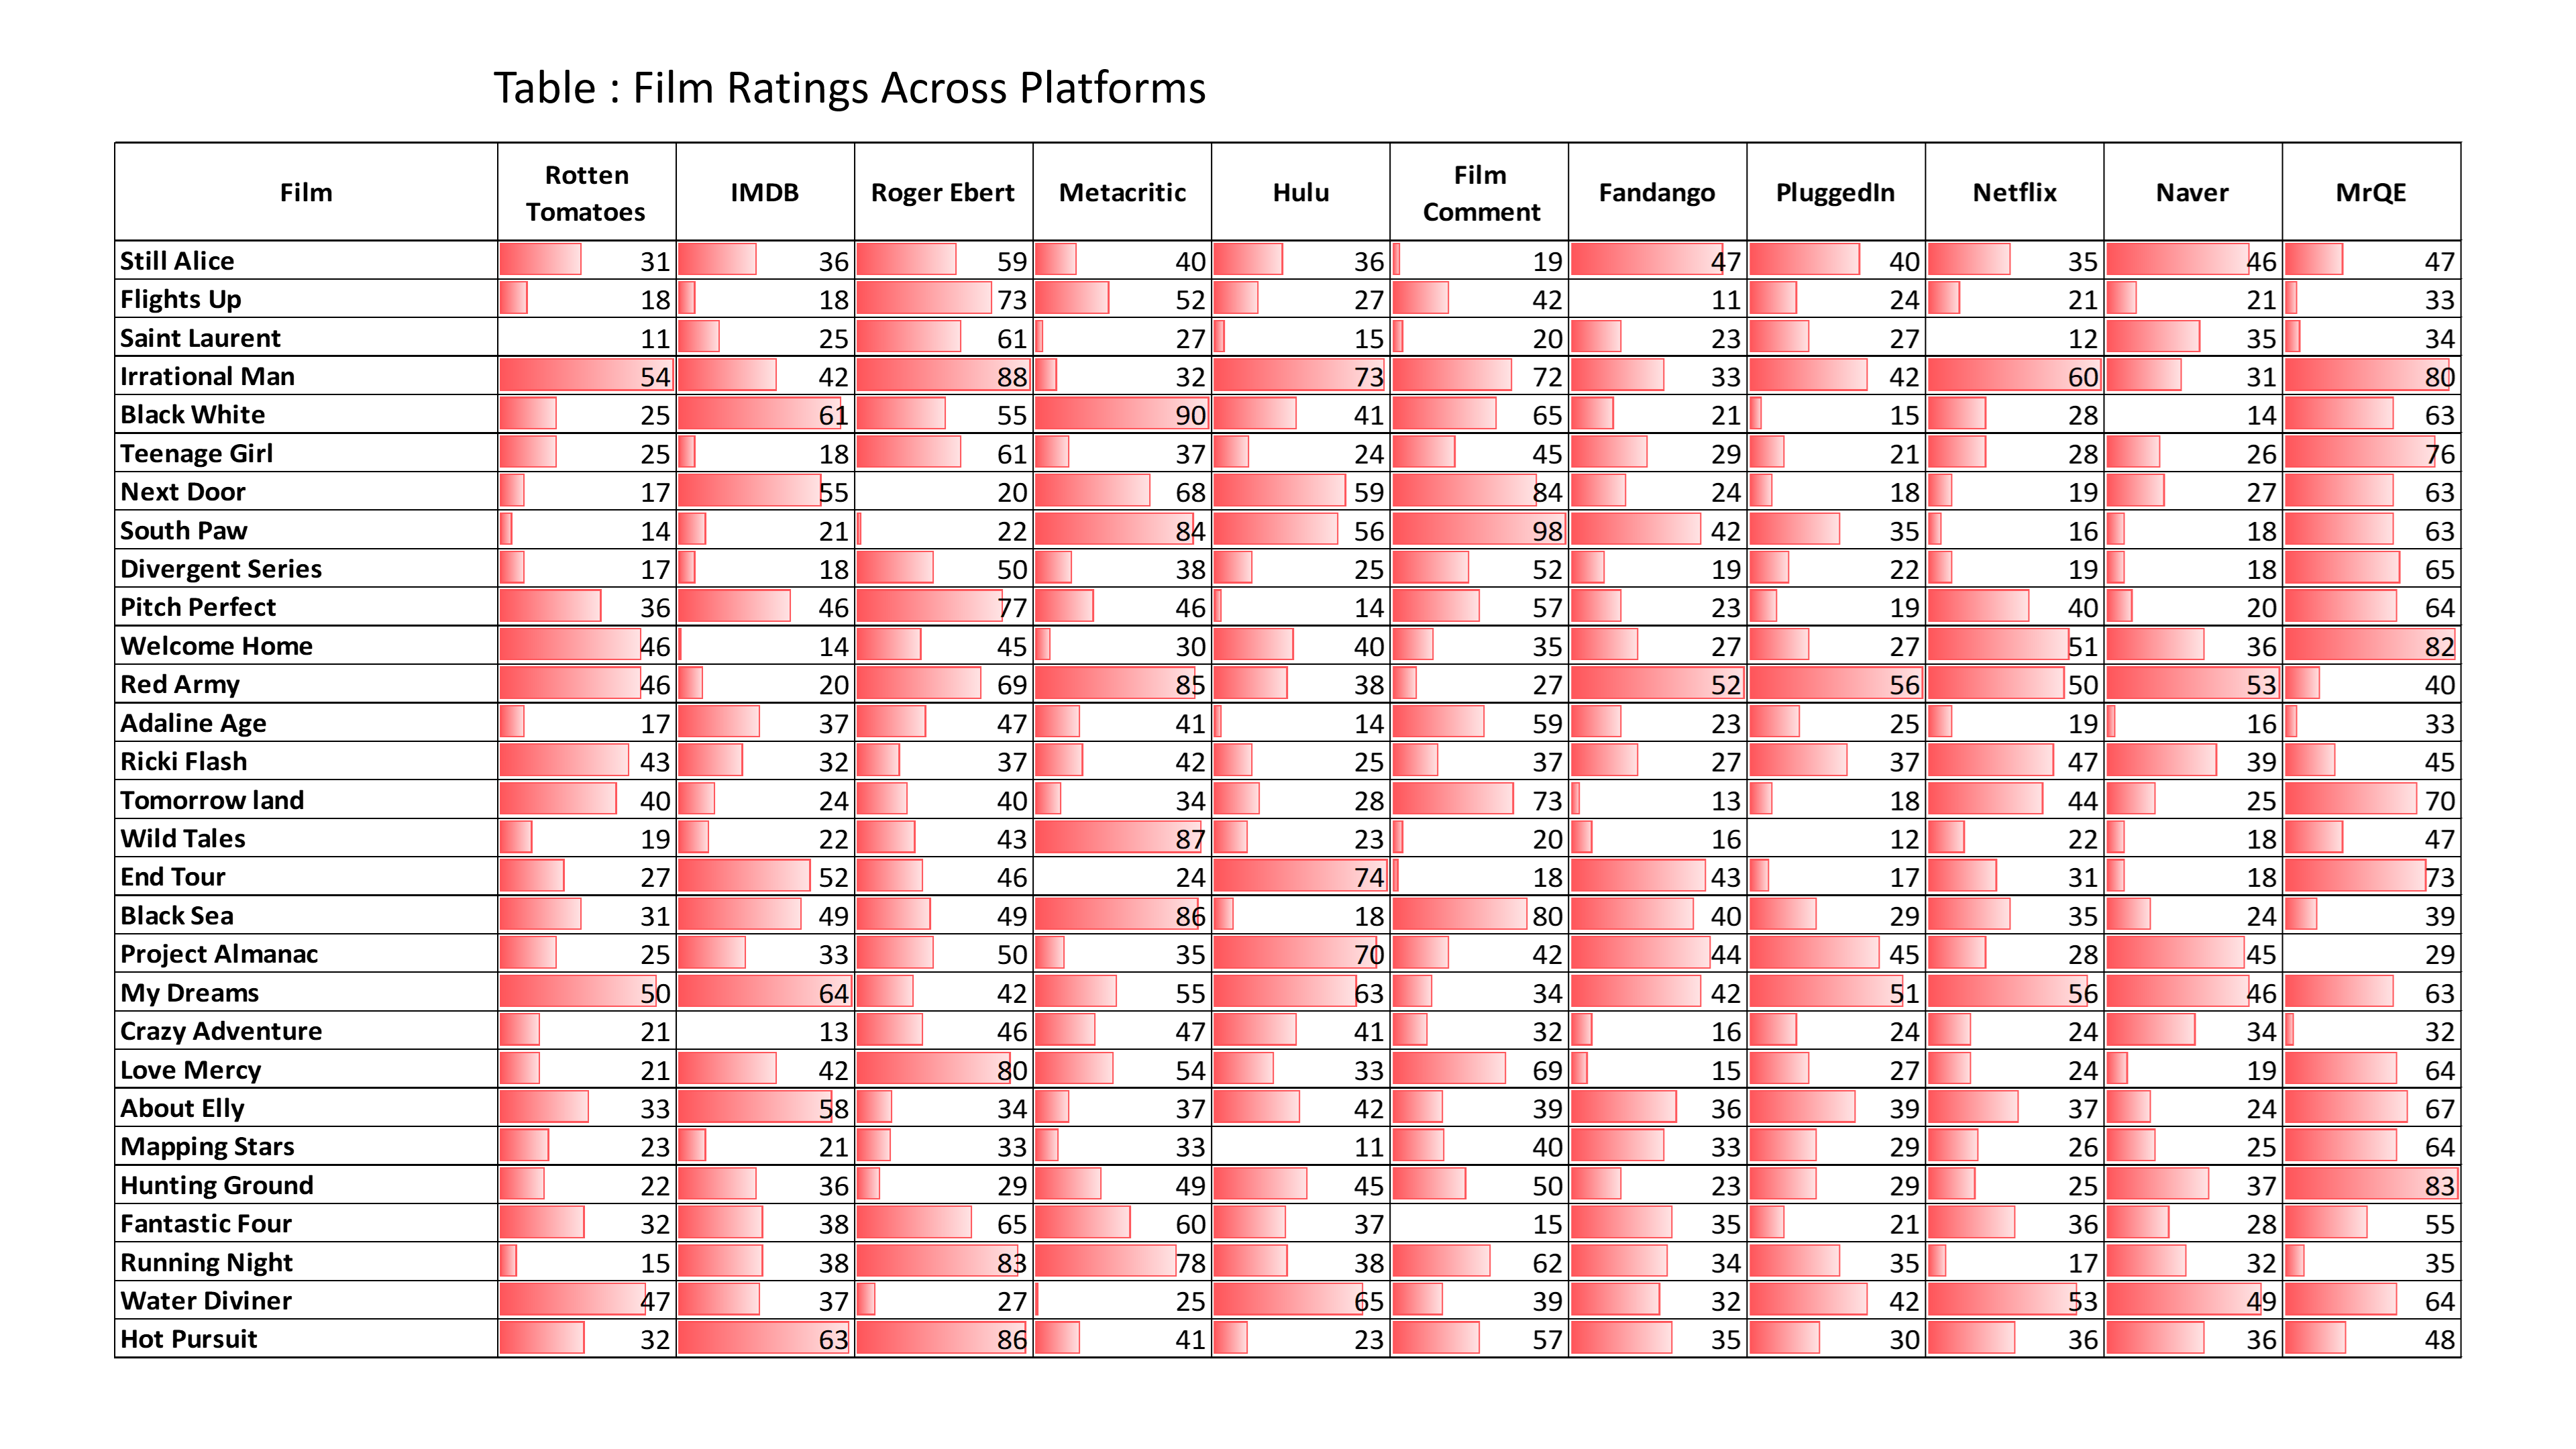 Table : Film Ratings Across Platforms
Film Rotten Tomatoes IMDB Roger Ebert Metacritic Hulu Film Comment Fandango PluggedIn Netflix Naver MrQE
Still Alice 31 36 59 40 36 19 47 40 35 46 47
Flights Up 18 18 73 52 27 42 11 24 21 21 33
Saint Laurent 11 25 61 27 15 20 23 27 12 35 34
Irrational Man 54 42 88 32 73 72 33 42 60 31 80
Black White 25 61 55 90 41 65 21 15 28 14 63
Teenage Girl 25 18 61 37 24 45 29 21 28 26 76
Next Door 17 55 20 68 59 84 24 18 19 27 63
South Paw 14 21 22 84 56 98 42 35 16 18 63
Divergent Series 17 18 50 38 25 52 19 22 19 18 65
Pitch Perfect 36 46 77 46 14 57 23 19 40 20 64
Welcome Home 46 14 45 30 40 35 27 27 51 36 82
Red Army 46 20 69 85 38 27 52 56 50 53 40
Adaline Age 17 37 47 41 14 59 23 25 19 16 33
Ricki Flash 43 32 37 42 25 37 27 37 47 39 45
Tomorrow land 40 24 40 34 28 73 13 18 44 25 70
Wild Tales 19 22 43 87 23 20 16 12 22 18 47
End Tour 27 52 46 24 74 18 43 17 31 18 73
Black Sea 31 49 49 86 18 80 40 29 35 24 39
Project Almanac 25 33 50 35 70 42 44 45 28 45 29
My Dreams 50 64 42 55 63 34 42 51 56 46 63
Crazy Adventure 21 13 46 47 41 32 16 24 24 34 32
Love Mercy 21 42 80 54 33 69 15 27 24 19 64
About Elly 33 58 34 37 42 39 36 39 37 24 67
Mapping Stars 23 21 33 33 11 40 33 29 26 25 64
Hunting Ground 22 36 29 49 45 50 23 29 25 37 83
Fantastic Four 32 38 65 60 37 15 35 21 36 28 55
Running Night 15 38 83 78 38 62 34 35 17 32 35
Water Diviner 47 37 27 25 65 39 32 42 53 49 64
Hot Pursuit 32 63 86 41 23 57 35 30 36 36 48